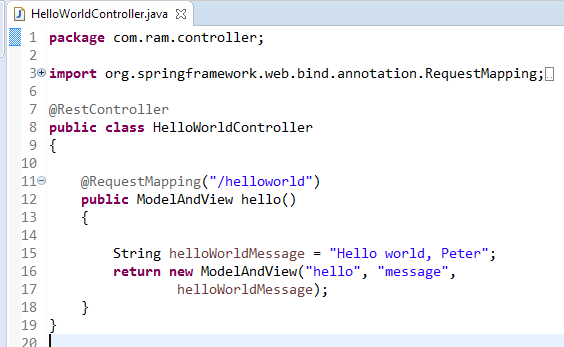 HelloWorldController.java
1 package com.ram.controller;
2
3 import org.springframework.web.bind.annotation.RequestMapping;
6
7 @RestController
8 public class HelloWorldController
9 {
10
11 @RequestMapping("/helloworld")
12 public ModelAndView hello()
13 {
14
15 String helloWorldMessage = "Hello world, Peter";
16 return new ModelAndView("hello", "message",
17 helloWorldMessage);
18 }
19 }
20